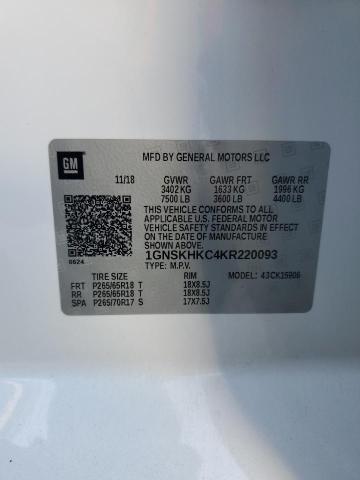 GM
MFD BY GENERAL MOTORS LLC
11/18 GVWR GAWR FRT GAWR RR
3402 KG 1633 KG 1996 KG
7500 LB 3600 LB 4400 LB
THIS VEHICLE CONFORMS TO ALL
APPLICABLE U.S. FEDERAL MOTOR
VEHICLE SAFETY STANDARDS IN EFFECT
ON THE DATE OF MANUFACTURE SHOWN ABOVE.
1GNSKHKC4KR220093
6624 TYPE: M.P.V.
TIRE SIZE RIM MODEL: 43CK15906
FRT P265/65R18 T 18X8.5J
RR P265/65R18 T 18X8.5J
SPA P265/70R17 S 17X7.5J